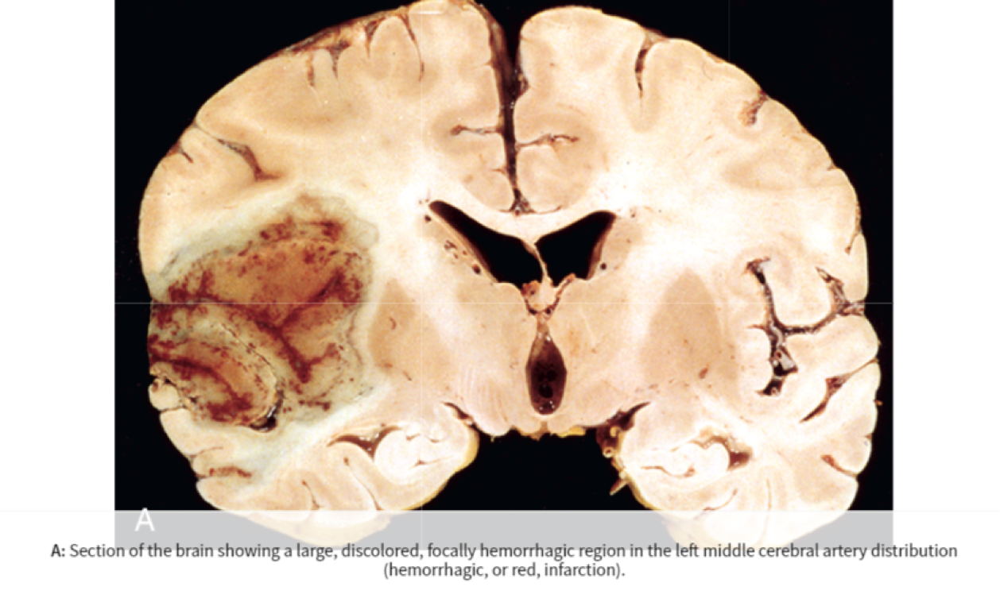 A
A: Section of the brain showing a large, discolored, focally hemorrhagic region in the left middle cerebral artery distribution
(hemorrhagic, or red, infarction).